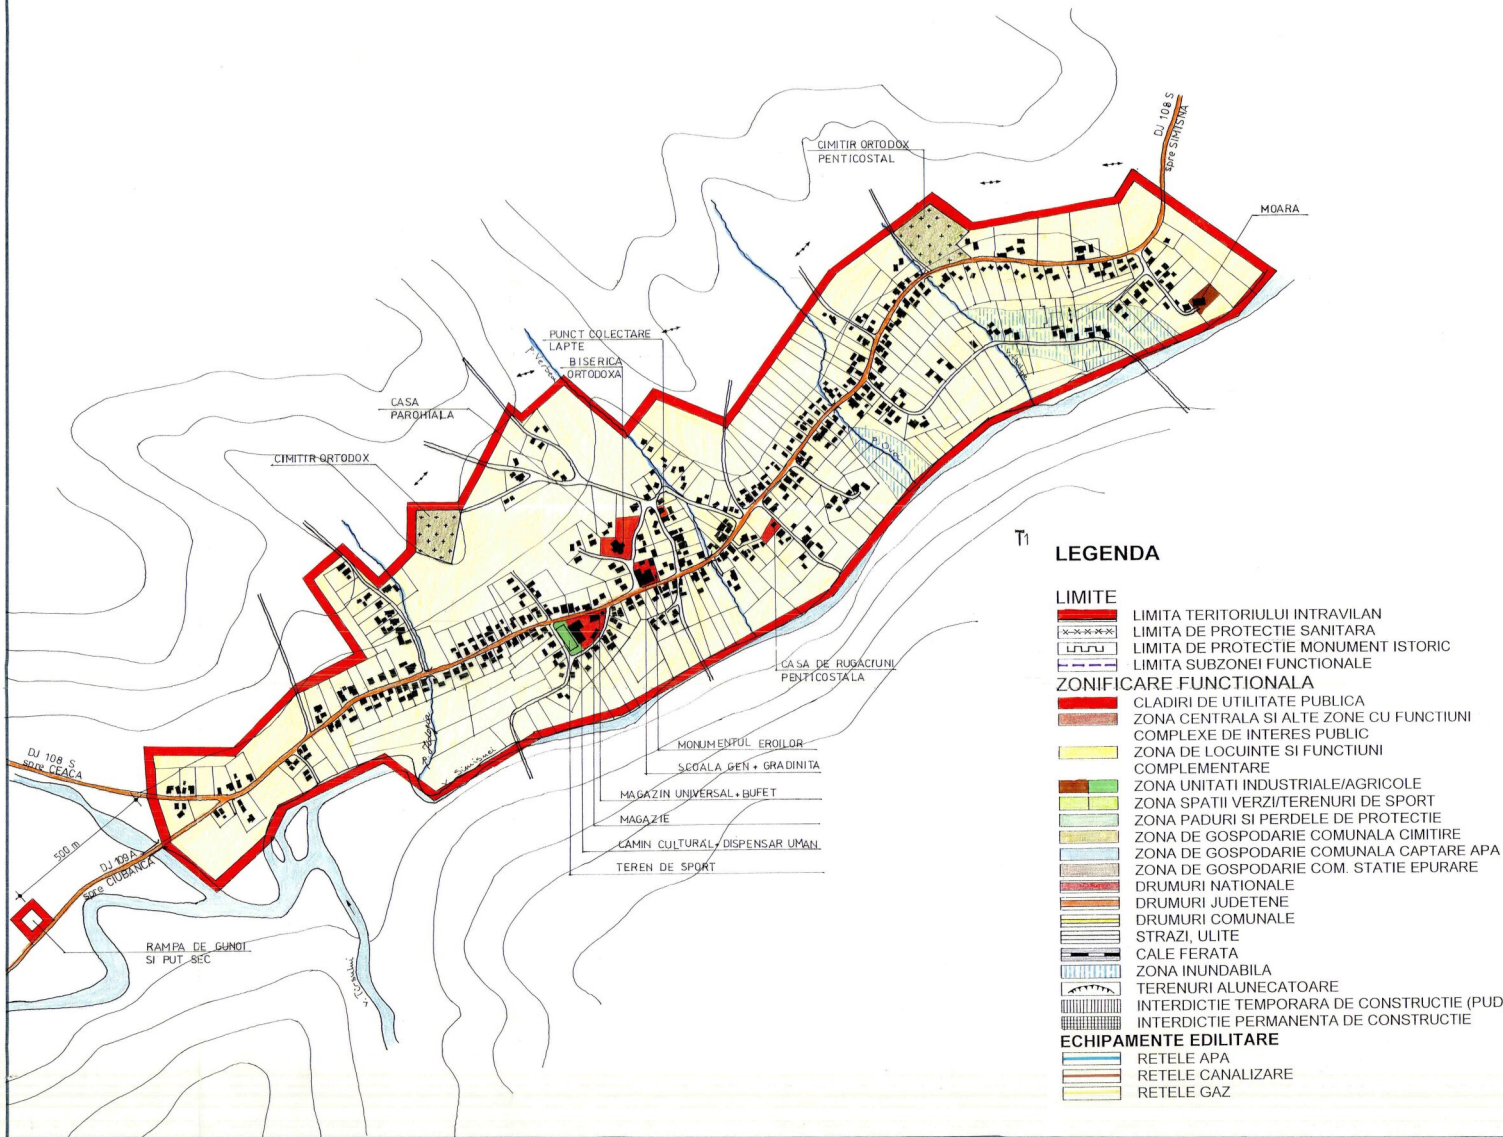 DJ 108 S
spre SIMISNA
CIMITIR ORTODOX
PENTICOSTAL
MOARA
PUNCT COLECTARE
LAPTE
BISERICA
ORTODOXA
CASA
PAROHIALA
CIMITIR ORTODOX
CASA DE RUGACIUNI
PENTICOSTALA
MONUMENTUL EROILOR
SCOALA GEN + GRADINITA
MAGAZIN UNIVERSAL + BUFET
MAGAZIE
CAMIN CULTURAL + DISPENSAR UMAN
TEREN DE SPORT
DJ 108 S
spre CEACA
500 m
DJ 109A
spre CIUBANCA
RAMPA DE GUNOI
SI PUT SEC
T1
LEGENDA
LIMITE
LIMITA TERITORIULUI INTRAVILAN
LIMITA DE PROTECTIE SANITARA
LIMITA DE PROTECTIE MONUMENT ISTORIC
LIMITA SUBZONEI FUNCTIONALE
ZONIFICARE FUNCTIONALA
CLADIRI DE UTILITATE PUBLICA
ZONA CENTRALA SI ALTE ZONE CU FUNCTIUNI
COMPLEXE DE INTERES PUBLIC
ZONA DE LOCUINTE SI FUNCTIUNI
COMPLEMENTARE
ZONA UNITATI INDUSTRIALE/AGRICOLE
ZONA SPATII VERZI/TERENURI DE SPORT
ZONA PADURI SI PERDELE DE PROTECTIE
ZONA DE GOSPODARIE COMUNALA CIMITIRE
ZONA DE GOSPODARIE COMUNALA CAPTARE APA
ZONA DE GOSPODARIE COM. STATIE EPURARE
DRUMURI NATIONALE
DRUMURI JUDETENE
DRUMURI COMUNALE
STRAZI, ULITE
CALE FERATA
ZONA INUNDABILA
TERENURI ALUNECATOARE
INTERDICTIE TEMPORARA DE CONSTRUCTIE (PUD
INTERDICTIE PERMANENTA DE CONSTRUCTIE
ECHIPAMENTE EDILITARE
RETELE APA
RETELE CANALIZARE
RETELE GAZ